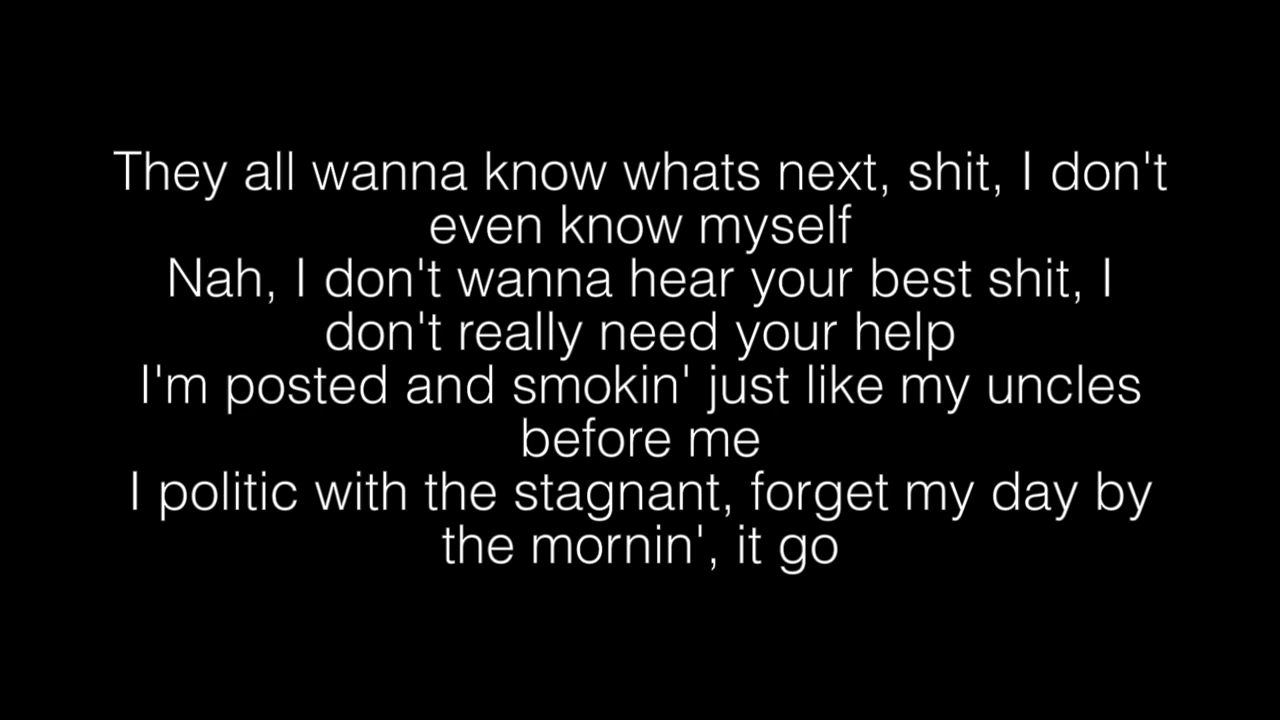 They all wanna know whats next, shit, I don't
even know myself
Nah, I don't wanna hear your best shit, I
don't really need your help
I'm posted and smokin' just like my uncles
before me
I politic with the stagnant, forget my day by
the mornin', it go